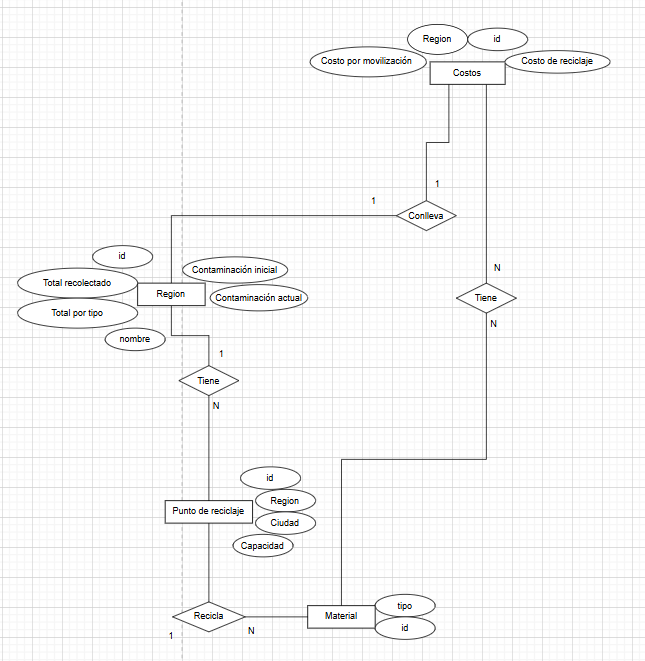 Region
id
Costo por movilización
Costo de reciclaje
Costos
1
1
Conlleva
id
Contaminación inicial
Total recolectado
Region
Contaminación actual
Total por tipo
nombre
N
Tiene
N
1
Tiene
N
id
Region
Punto de reciclaje
Ciudad
Capacidad
tipo
Recicla
Material
id
1
N